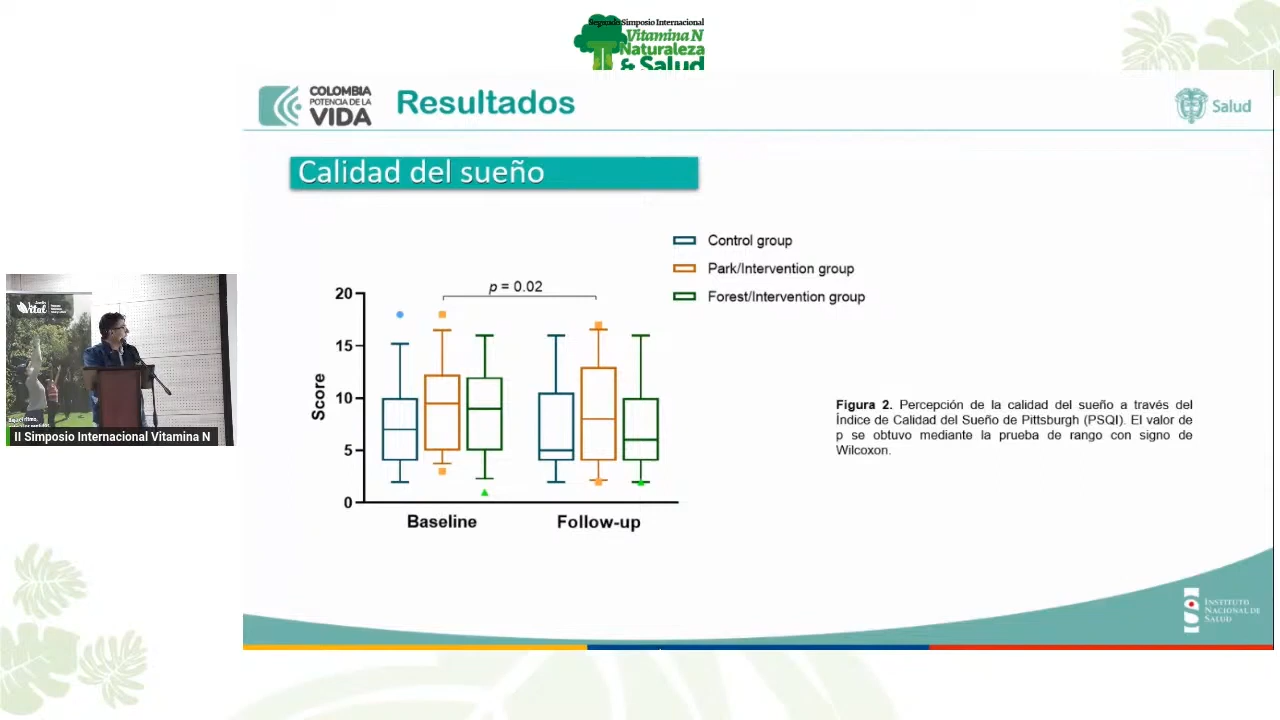 Segundo Simposio Internacional
Vitamina N
Naturaleza
& Salud
COLOMBIA
POTENCIA DE LA
VIDA
Resultados
Salud
Calidad del sueño
Control group
Park/Intervention group
Forest/Intervention group
p = 0.02
20
15
10
5
0
Score
Baseline
Follow-up
Figura 2. Percepción de la calidad del sueño a través del
Índice de Calidad del Sueño de Pittsburgh (PSQI). El valor de
p se obtuvo mediante la prueba de rango con signo de
Wilcoxon.
Vital
II Simposio Internacional Vitamina N
INSTITUTO
NACIONAL DE
SALUD